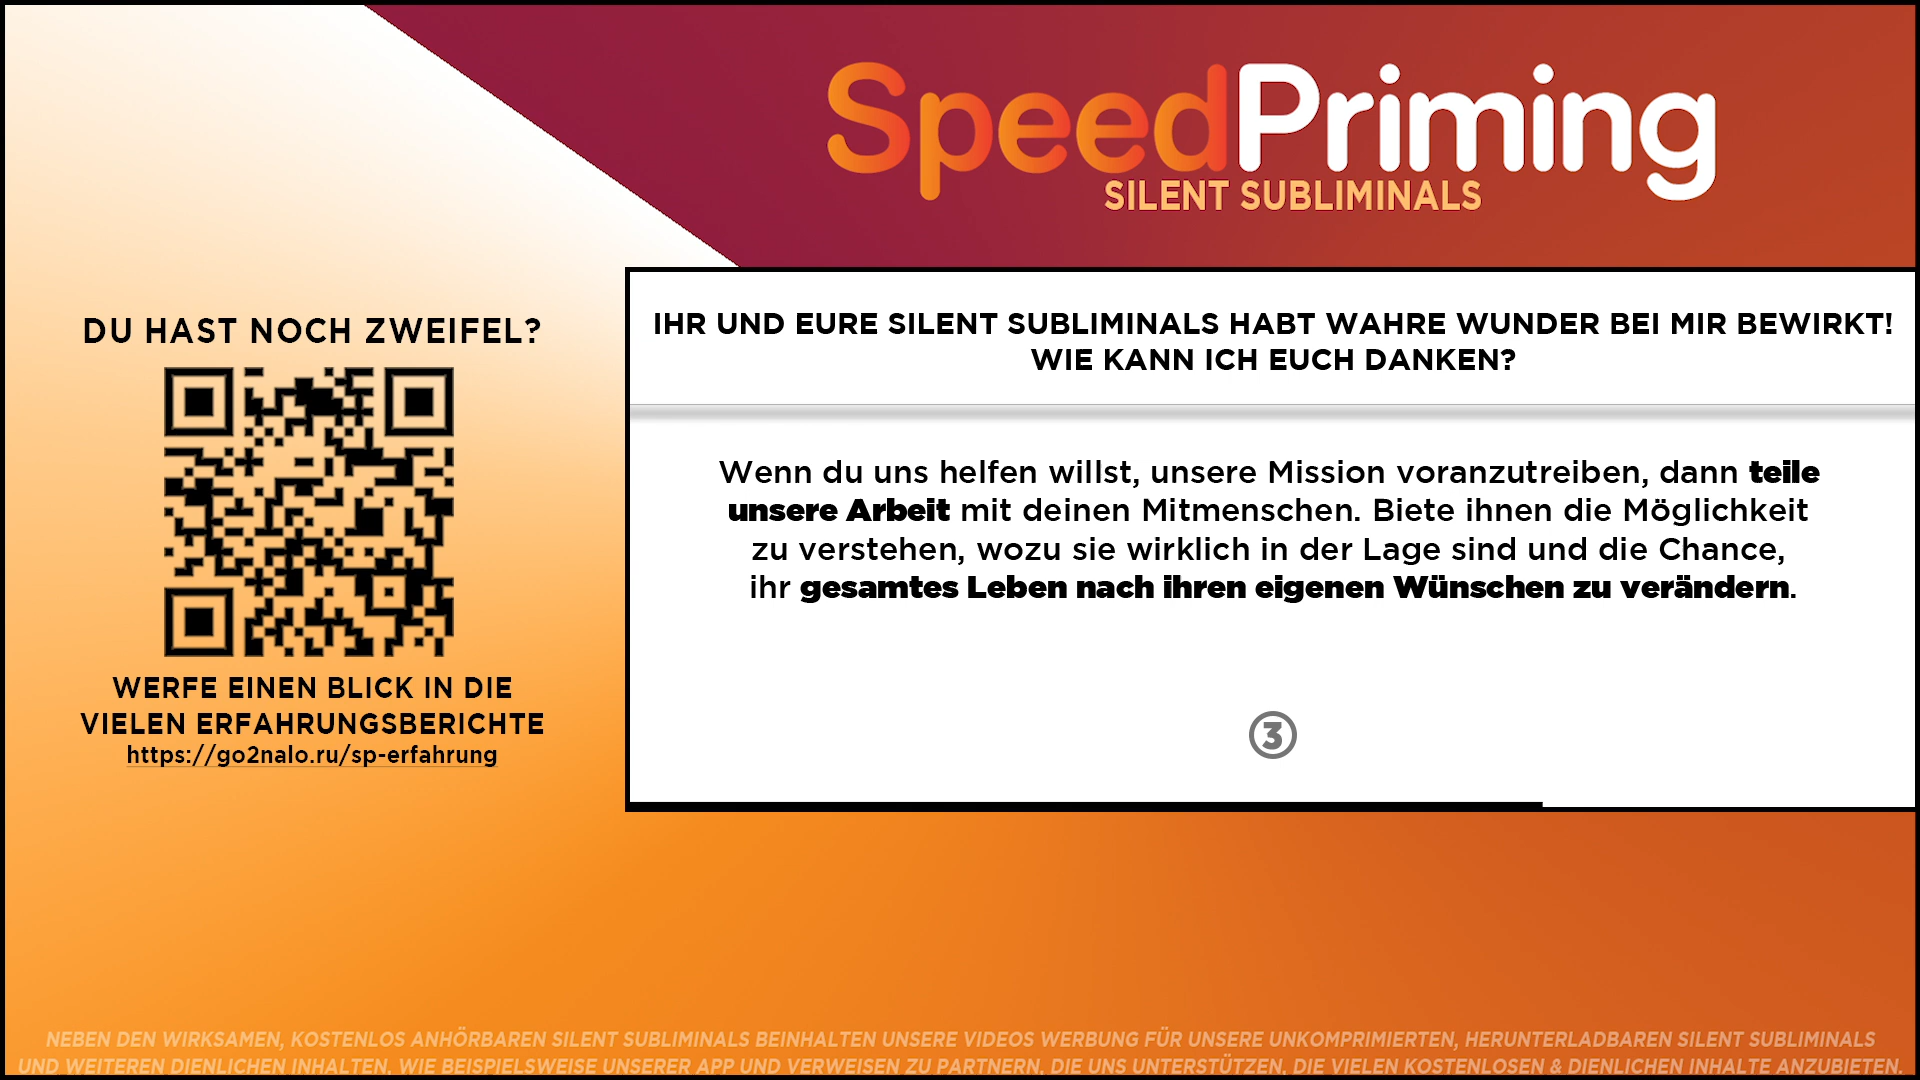 SpeedPriming
SILENT SUBLIMINALS
DU HAST NOCH ZWEIFEL?
WERFE EINEN BLICK IN DIE
VIELEN ERFAHRUNGSBERICHTE
https://go2nalo.ru/sp-erfahrung
IHR UND EURE SILENT SUBLIMINALS HABT WAHRE WUNDER BEI MIR BEWIRKT!
WIE KANN ICH EUCH DANKEN?
Wenn du uns helfen willst, unsere Mission voranzutreiben, dann teile
unsere Arbeit mit deinen Mitmenschen. Biete ihnen die Möglichkeit
zu verstehen, wozu sie wirklich in der Lage sind und die Chance,
ihr gesamtes Leben nach ihren eigenen Wünschen zu verändern.
3
NEBEN DEN WIRKSAMEN, KOSTENLOS ANHÖRBAREN SILENT SUBLIMINALS BEINHALTEN UNSERE VIDEOS WERBUNG FÜR UNSERE UNKOMPRIMIERTEN, HERUNTERLADBAREN SILENT SUBLIMINALS
UND WEITEREN DIENLICHEN INHALTEN, WIE BEISPIELSWEISE UNSERER APP UND VERWEISEN ZU PARTNERN, DIE UNS UNTERSTÜTZEN, DIE VIELEN KOSTENLOSEN & DIENLICHEN INHALTE ANZUBIETEN.